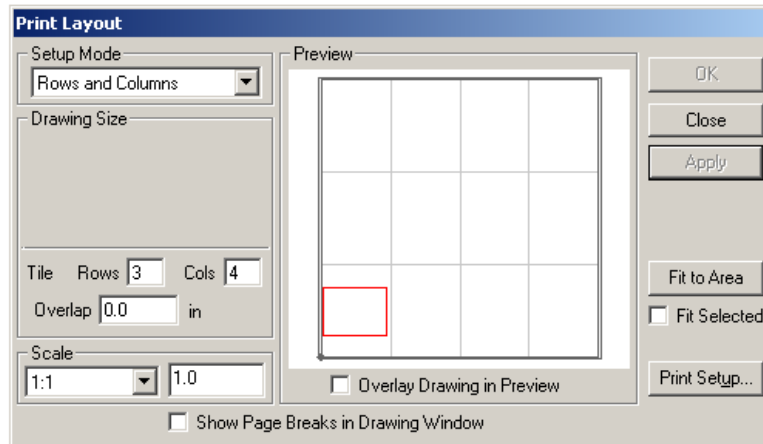 Print Layout
Setup Mode
Rows and Columns
Drawing Size
Tile Rows 3 Cols 4
Overlap 0.0 in
Scale
1:1 1.0
Preview
Overlay Drawing in Preview
Show Page Breaks in Drawing Window
OK
Close
Apply
Fit to Area
Fit Selected
Print Setup...